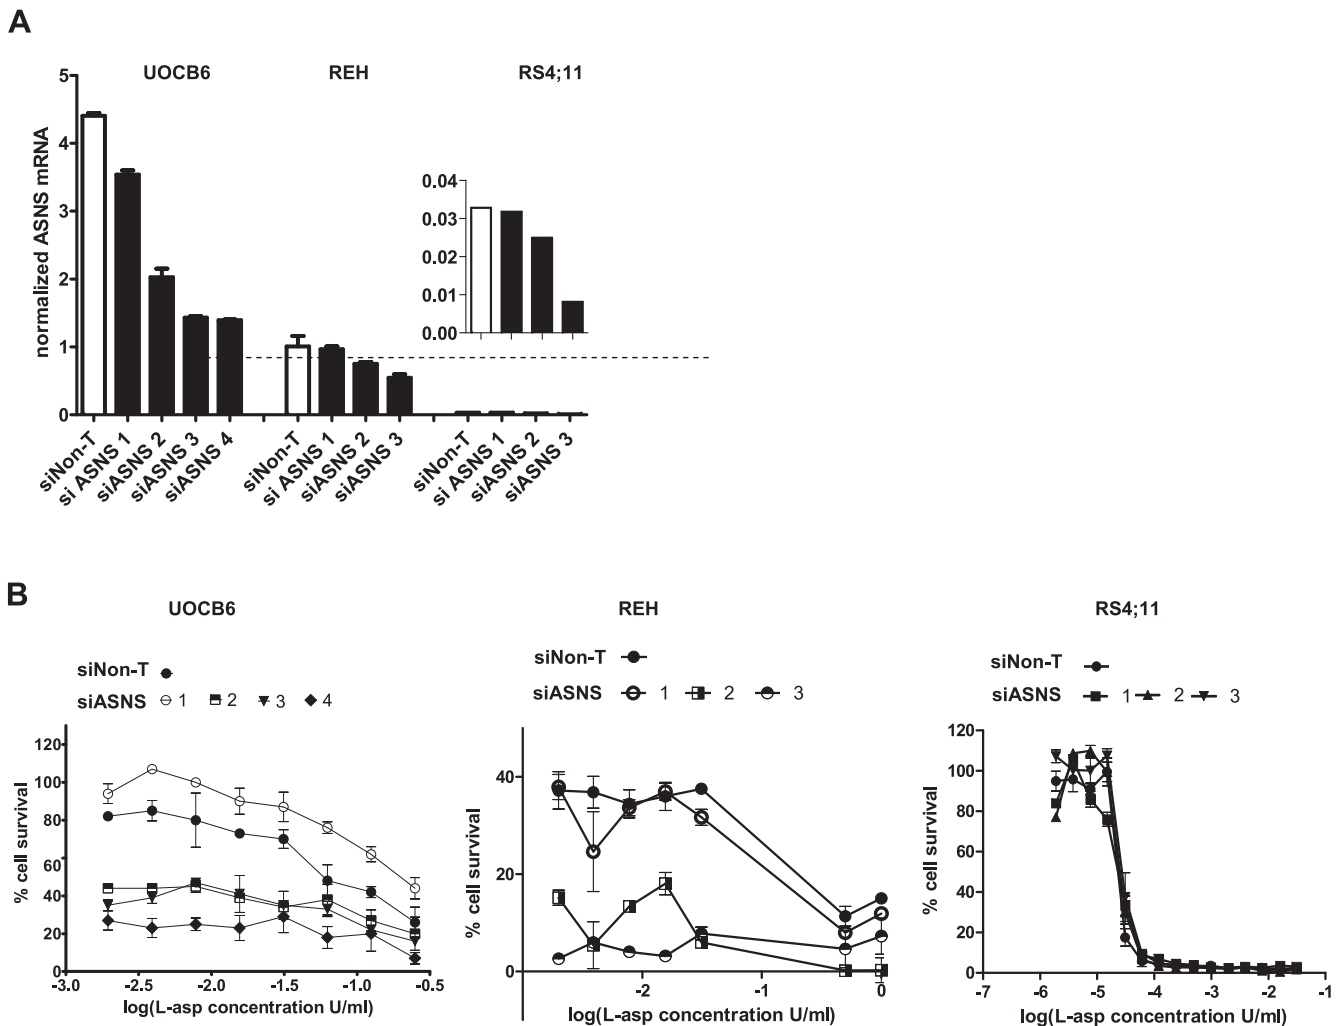 A
UOCB6 REH RS4;11
normalized ASNS mRNA
5
4
3
2
1
0
0.04
0.03
0.02
0.01
0.00
siNon-T
si ASNS 1
siASNS 2
siASNS 3
siASNS 4
siNon-T
si ASNS 1
siASNS 2
siASNS 3
siNon-T
si ASNS 1
siASNS 2
siASNS 3
B
UOCB6
siNon-T
siASNS 1 2 3 4
% cell survival
120
100
80
60
40
20
0
-3.0 -2.5 -2.0 -1.5 -1.0 -0.5
log(L-asp concentration U/ml)
REH
siNon-T
siASNS 1 2 3
% cell survival
40
20
0
-2 -1 0
log(L-asp concentration U/ml)
RS4;11
siNon-T
siASNS 1 2 3
% cell survival
120
100
80
60
40
20
0
-7 -6 -5 -4 -3 -2 -1
log(L-asp concentration U/ml)